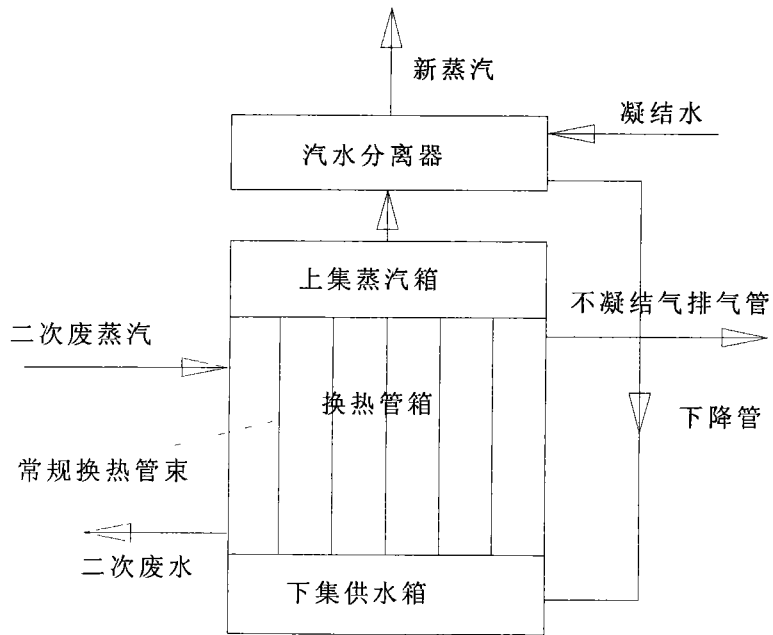 新蒸汽
凝结水
汽水分离器
上集蒸汽箱
不凝结气排气管
二次废蒸汽
换热管箱
下降管
常规换热管束
二次废水
下集供水箱